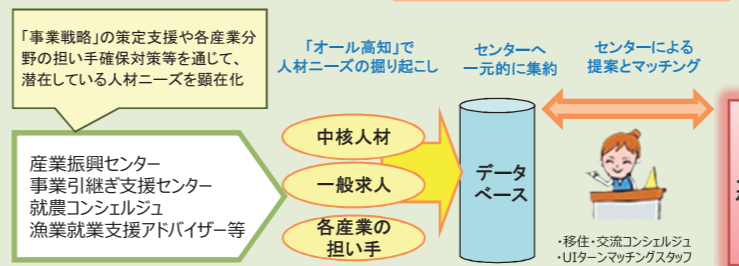 「事業戦略」の策定支援や各産業分
野の担い手確保対策等を通じて、
潜在している人材ニーズを顕在化
「オール高知」で
人材ニーズの掘り起こし
センターへ
一元的に集約
センターによる
提案とマッチング
産業振興センター
事業引継ぎ支援センター
就農コンシェルジュ
漁業就業支援アドバイザー等
中核人材
一般求人
各産業の
担い手
データ
ベース
・移住・交流コンシェルジュ
・UIターンマッチングスタッフ